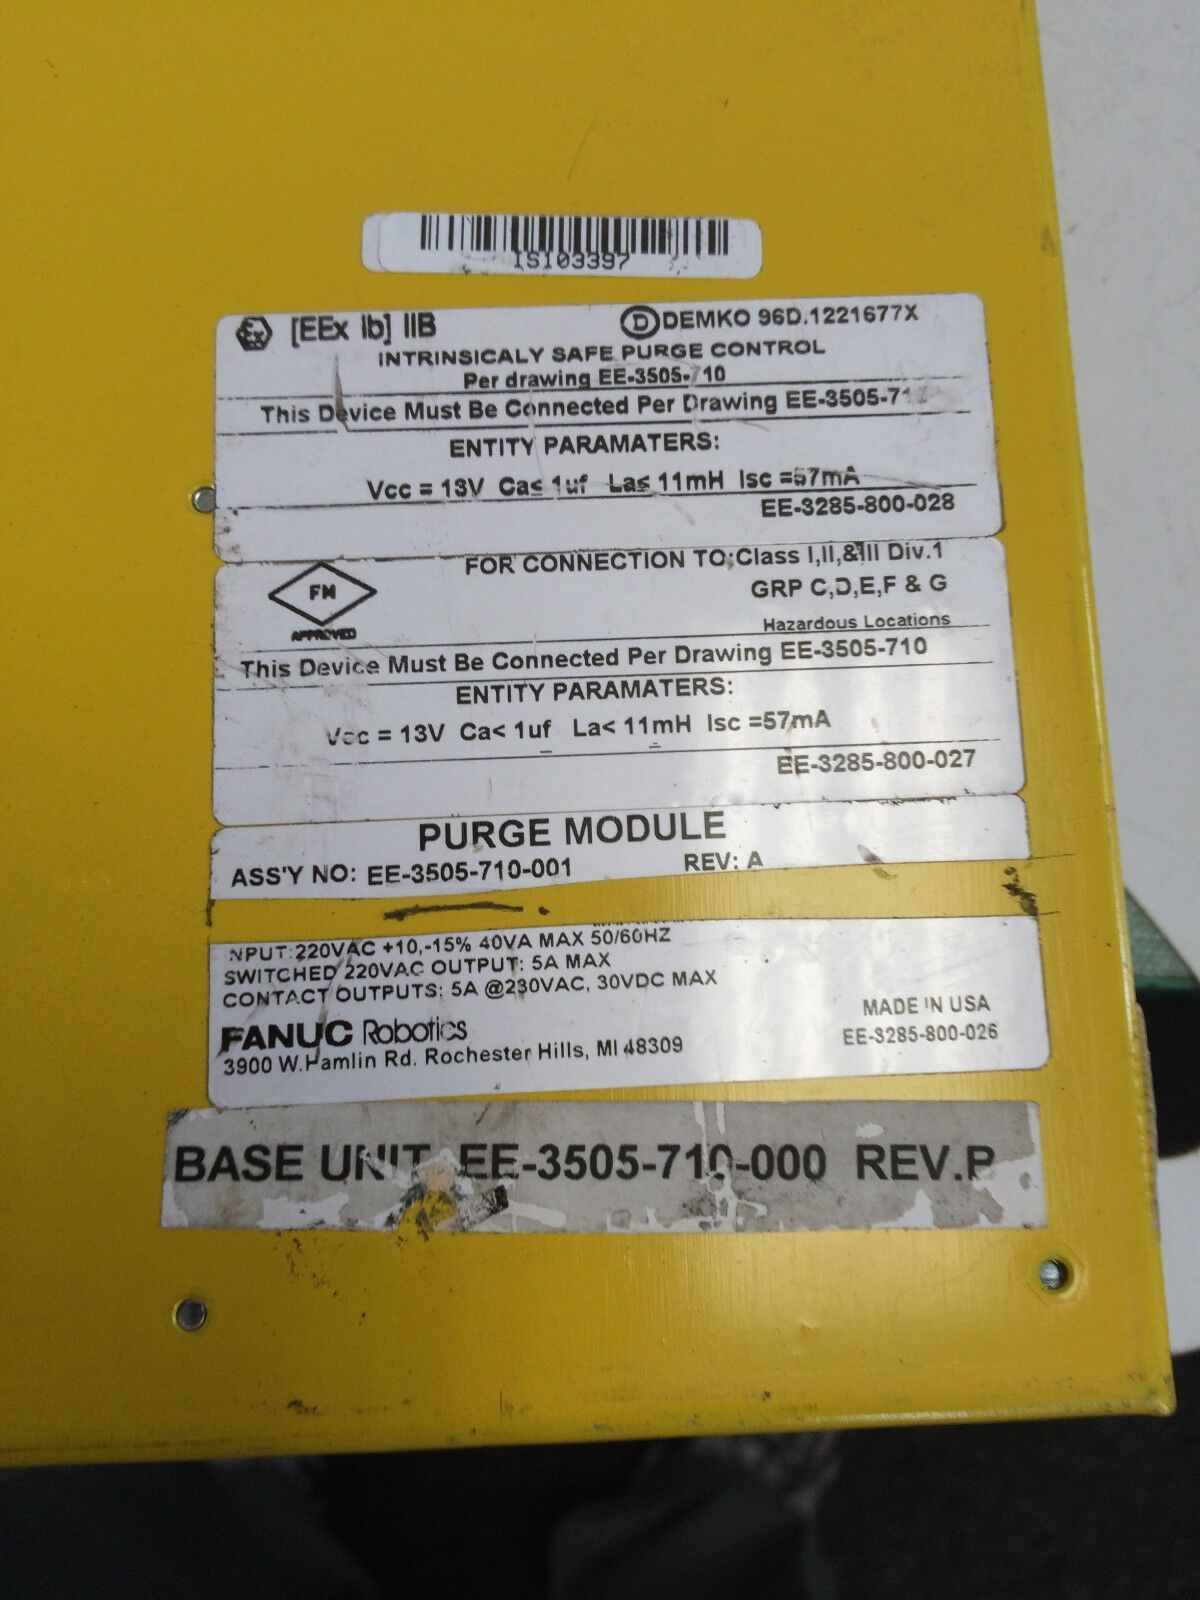 IS103397
Ex [EEx Ib] IIB D DEMKO 96D.1221677X
INTRINSICALY SAFE PURGE CONTROL
Per drawing EE-3505-710
This Device Must Be Connected Per Drawing EE-3505-710
ENTITY PARAMATERS:
Vcc = 13V Ca≤ 1uf La≤ 11mH Isc =57mA
EE-3285-800-028
FM
APPROVED
FOR CONNECTION TO:Class I,II,&III Div.1
GRP C,D,E,F & G
Hazardous Locations
This Device Must Be Connected Per Drawing EE-3505-710
ENTITY PARAMATERS:
Vcc = 13V Ca≤ 1uf La≤ 11mH Isc =57mA
EE-3285-800-027
PURGE MODULE
ASS'Y NO: EE-3505-710-001 REV: A
INPUT:220VAC +10,-15% 40VA MAX 50/60HZ
SWITCHED 220VAC OUTPUT: 5A MAX
CONTACT OUTPUTS: 5A @230VAC, 30VDC MAX
FANUC Robotics
3900 W.Hamlin Rd. Rochester Hills, MI 48309
MADE IN USA
EE-3285-800-026
BASE UNIT EE-3505-710-000 REV.P